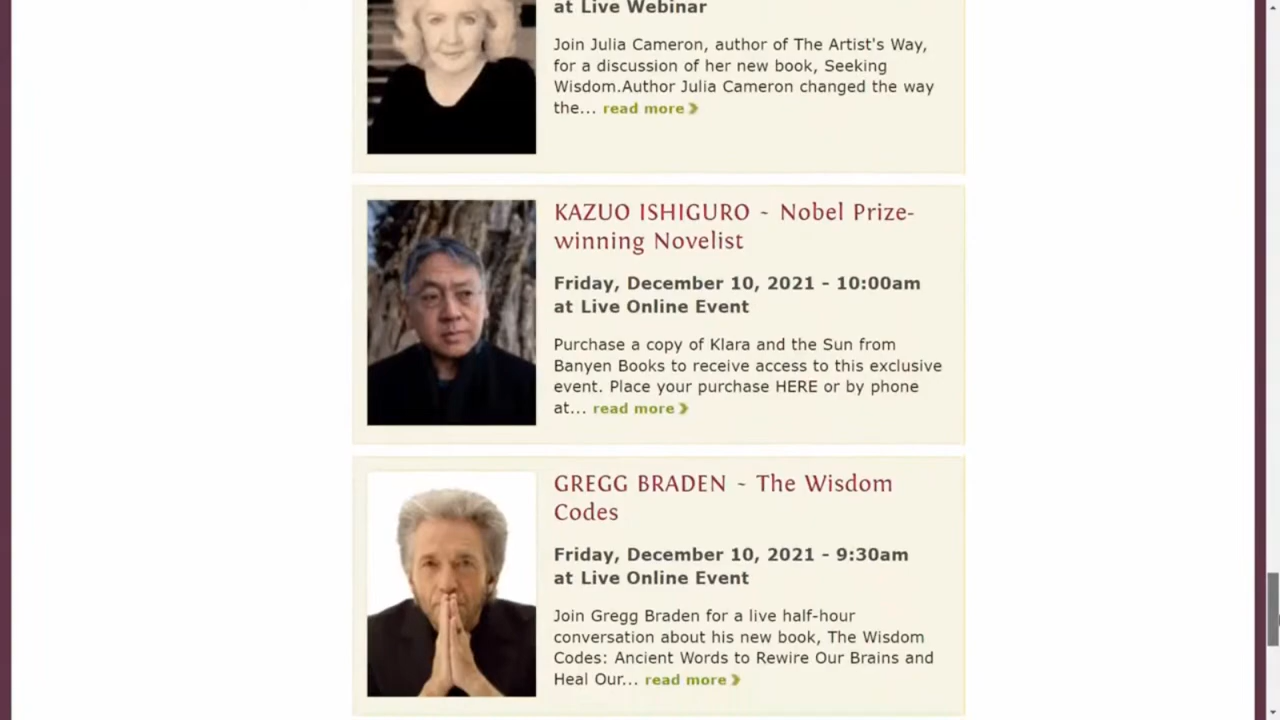 at Live Webinar
Join Julia Cameron, author of The Artist's Way,
for a discussion of her new book, Seeking
Wisdom.Author Julia Cameron changed the way
the... read more ❯
KAZUO ISHIGURO ~ Nobel Prize-
winning Novelist
Friday, December 10, 2021 - 10:00am
at Live Online Event
Purchase a copy of Klara and the Sun from
Banyen Books to receive access to this exclusive
event. Place your purchase HERE or by phone
at... read more ❯
GREGG BRADEN ~ The Wisdom
Codes
Friday, December 10, 2021 - 9:30am
at Live Online Event
Join Gregg Braden for a live half-hour
conversation about his new book, The Wisdom
Codes: Ancient Words to Rewire Our Brains and
Heal Our... read more ❯